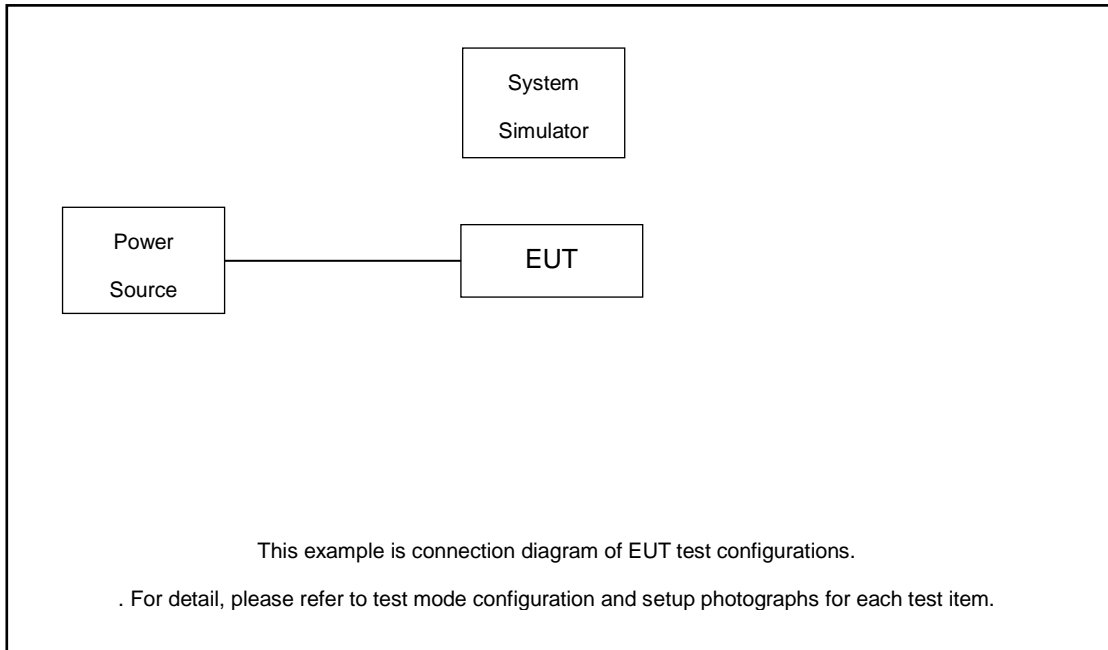 System
Simulator
Power
Source
EUT
This example is connection diagram of EUT test configurations.
. For detail, please refer to test mode configuration and setup photographs for each test item.